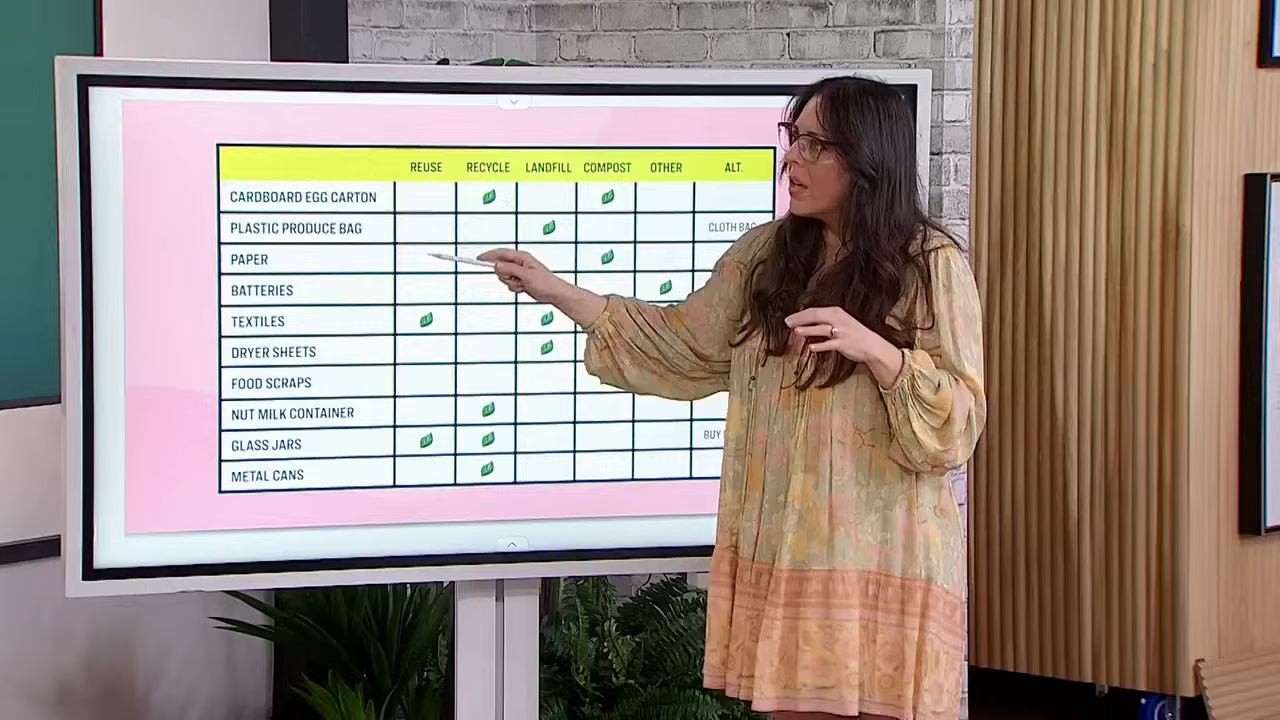 REUSE RECYCLE LANDFILL COMPOST OTHER ALT.
CARDBOARD EGG CARTON
PLASTIC PRODUCE BAG CLOTH BAG
PAPER
BATTERIES
TEXTILES
DRYER SHEETS
FOOD SCRAPS
NUT MILK CONTAINER
GLASS JARS BUY
METAL CANS